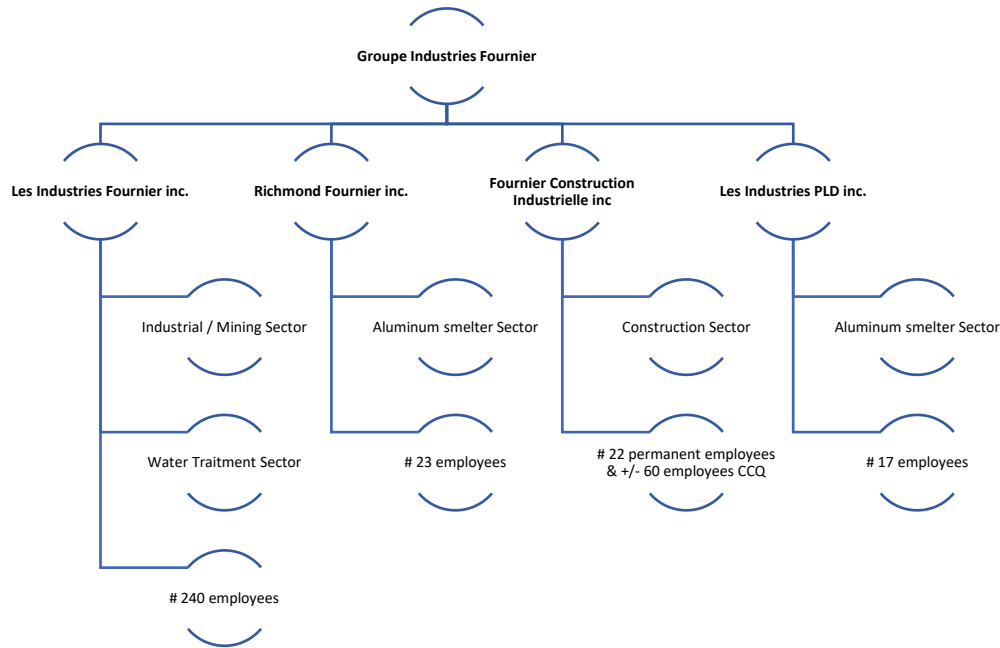 Groupe Industries Fournier
Les Industries Fournier inc.
Richmond Fournier inc.
Fournier Construction
Industrielle inc
Les Industries PLD inc.
Industrial / Mining Sector
Aluminum smelter Sector
Construction Sector
Aluminum smelter Sector
Water Traitment Sector
# 23 employees
# 22 permanent employees
& +/- 60 employees CCQ
# 17 employees
# 240 employees